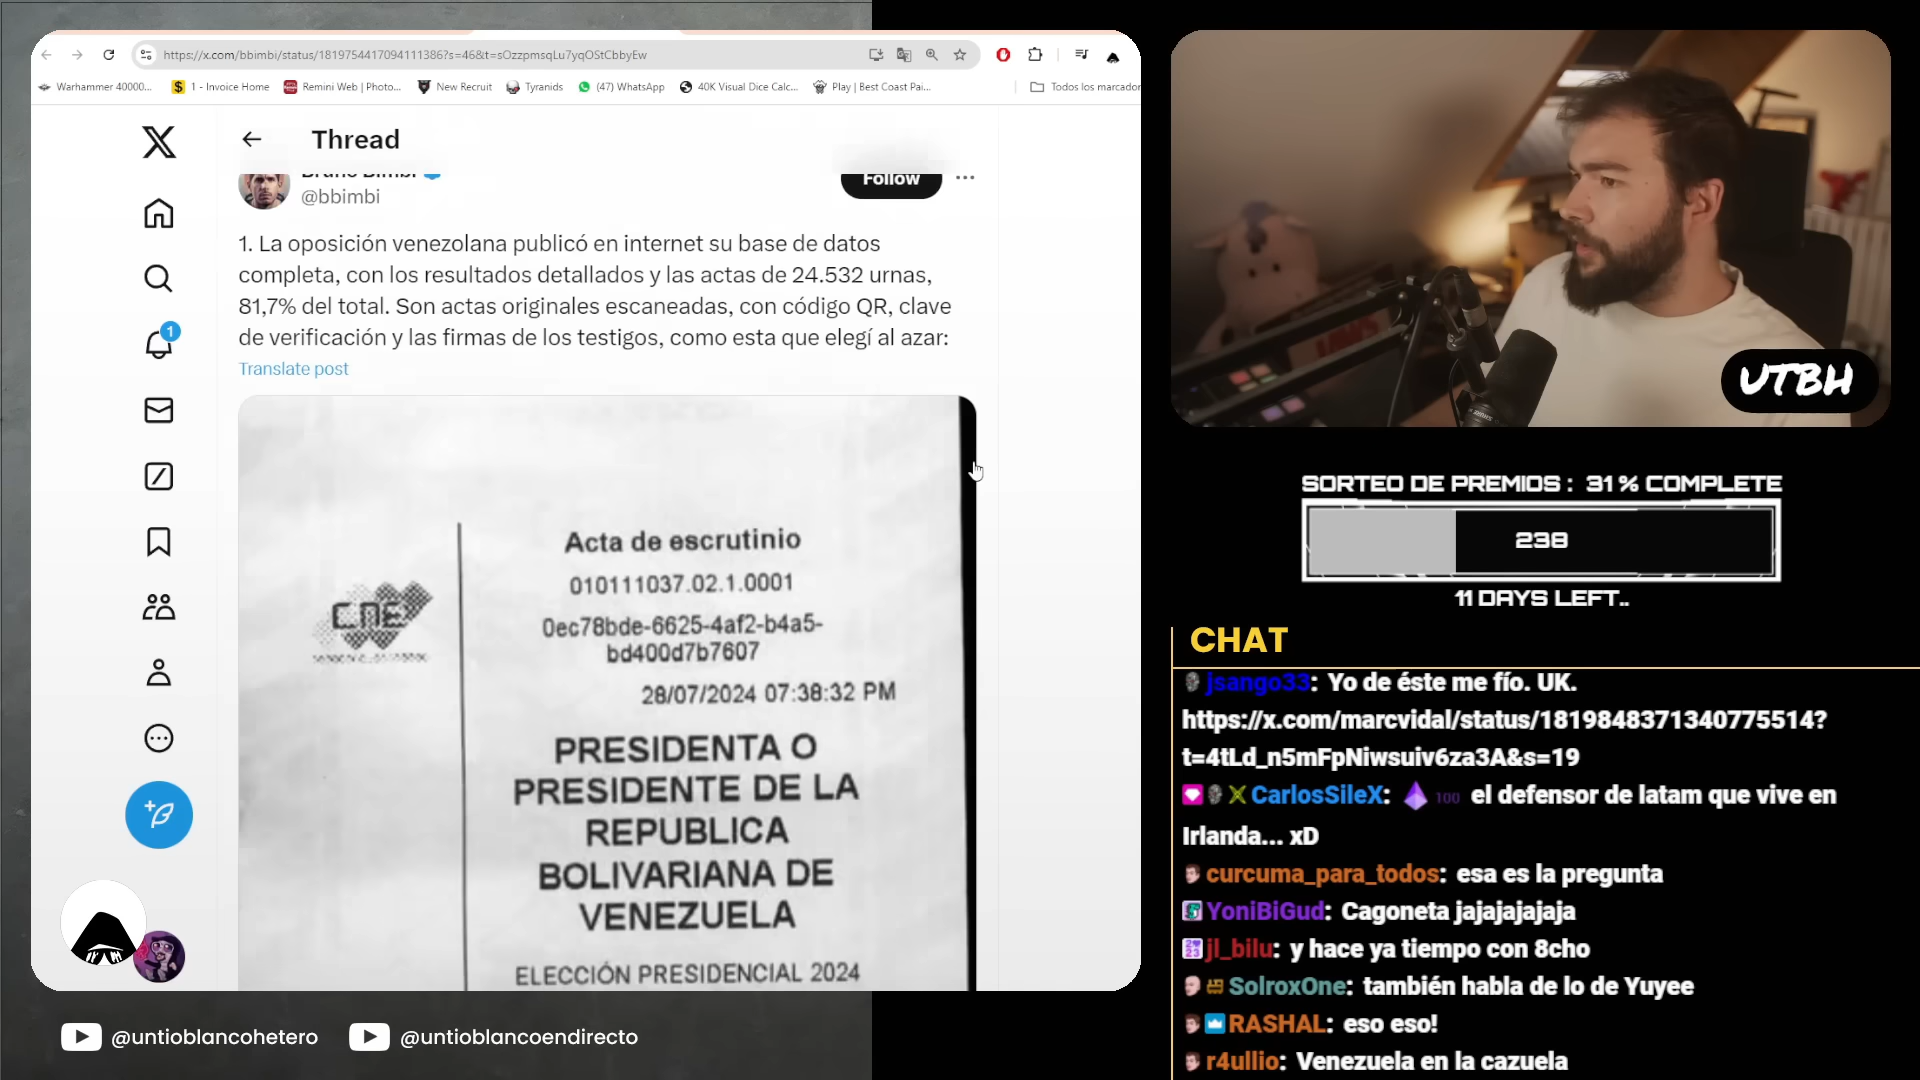 https://x.com/bbimbi/status/1819754417094111386?s=46&t=sOzzpmsqLu7yqOStCbbyEw
Warhammer 40000...
$ 1 - Invoice Home
Remini Web | Photo...
New Recruit
Tyranids
(47) WhatsApp
40K Visual Dice Calc...
Play | Best Coast Pai...
Todos los marcador
Thread
Bruno Bimbi
@bbimbi
Follow
1. La oposición venezolana publicó en internet su base de datos
completa, con los resultados detallados y las actas de 24.532 urnas,
81,7% del total. Son actas originales escaneadas, con código QR, clave
de verificación y las firmas de los testigos, como esta que elegí al azar:
Translate post
1
CNE
Acta de escrutinio
010111037.02.1.0001
0ec78bde-6625-4af2-b4a5-
bd400d7b7607
28/07/2024 07:38:32 PM
PRESIDENTA O
PRESIDENTE DE LA
REPUBLICA
BOLIVARIANA DE
VENEZUELA
ELECCIÓN PRESIDENCIAL 2024
@untioblancohetero
@untioblancoendirecto
UTBH
SORTEO DE PREMIOS : 31% COMPLETE
238
11 DAYS LEFT..
CHAT
jsango33: Yo de éste me fío. UK.
https://x.com/marcvidal/status/1819848371340775514?
t=4tLd_n5mFpNiwsuiv6za3A&s=19
CarlosSileX: 100 el defensor de latam que vive en
Irlanda... xD
curcuma_para_todos: esa es la pregunta
YoniBiGud: Cagoneta jajajajajaja
jl_bilu: y hace ya tiempo con 8cho
SolroxOne: también habla de lo de Yuyee
RASHAL: eso eso!
r4ullio: Venezuela en la cazuela